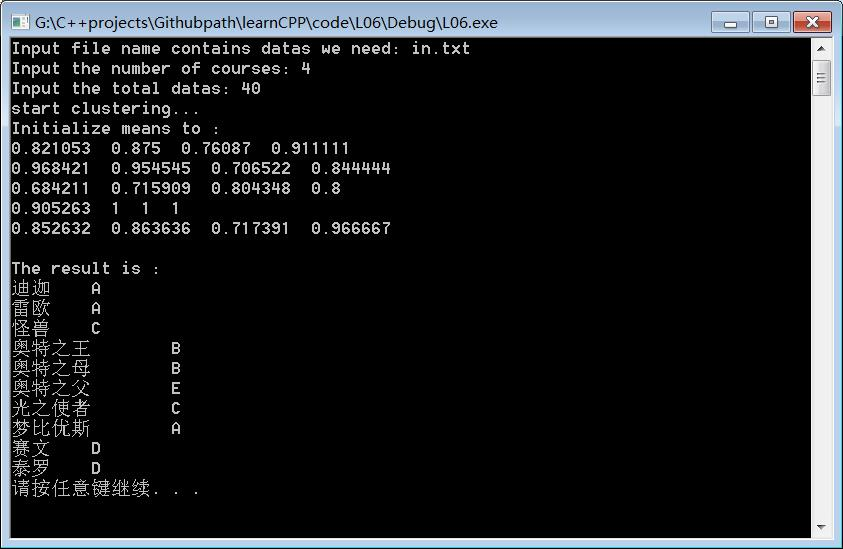 G:\C++projects\Githubpath\learnCPP\code\L06\Debug\L06.exe
Input file name contains datas we need: in.txt
Input the number of courses: 4
Input the total datas: 40
start clustering...
Initialize means to :
0.821053  0.875  0.76087  0.911111
0.968421  0.954545  0.706522  0.844444
0.684211  0.715909  0.804348  0.8
0.905263  1  1  1
0.852632  0.863636  0.717391  0.966667
The result is :
迪迦    A
雷欧    A
怪兽    C
奥特之王        B
奥特之母        B
奥特之父        E
光之使者        C
梦比优斯        A
赛文    D
泰罗    D
请按任意键继续. . .